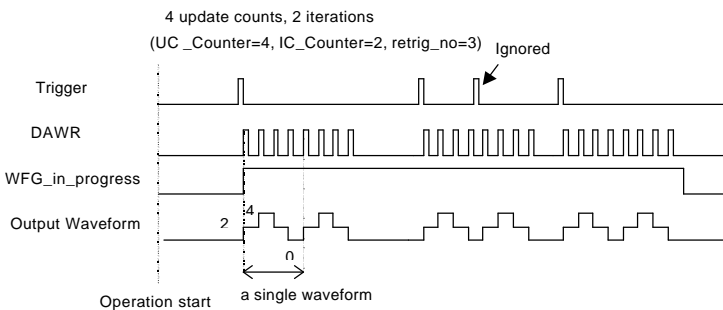 4 update counts, 2 iterations
(UC _Counter=4, IC_Counter=2, retrig_no=3)
Ignored
Trigger
DAWR
WFG_in_progress
Output Waveform
2
4
0
a single waveform
Operation start